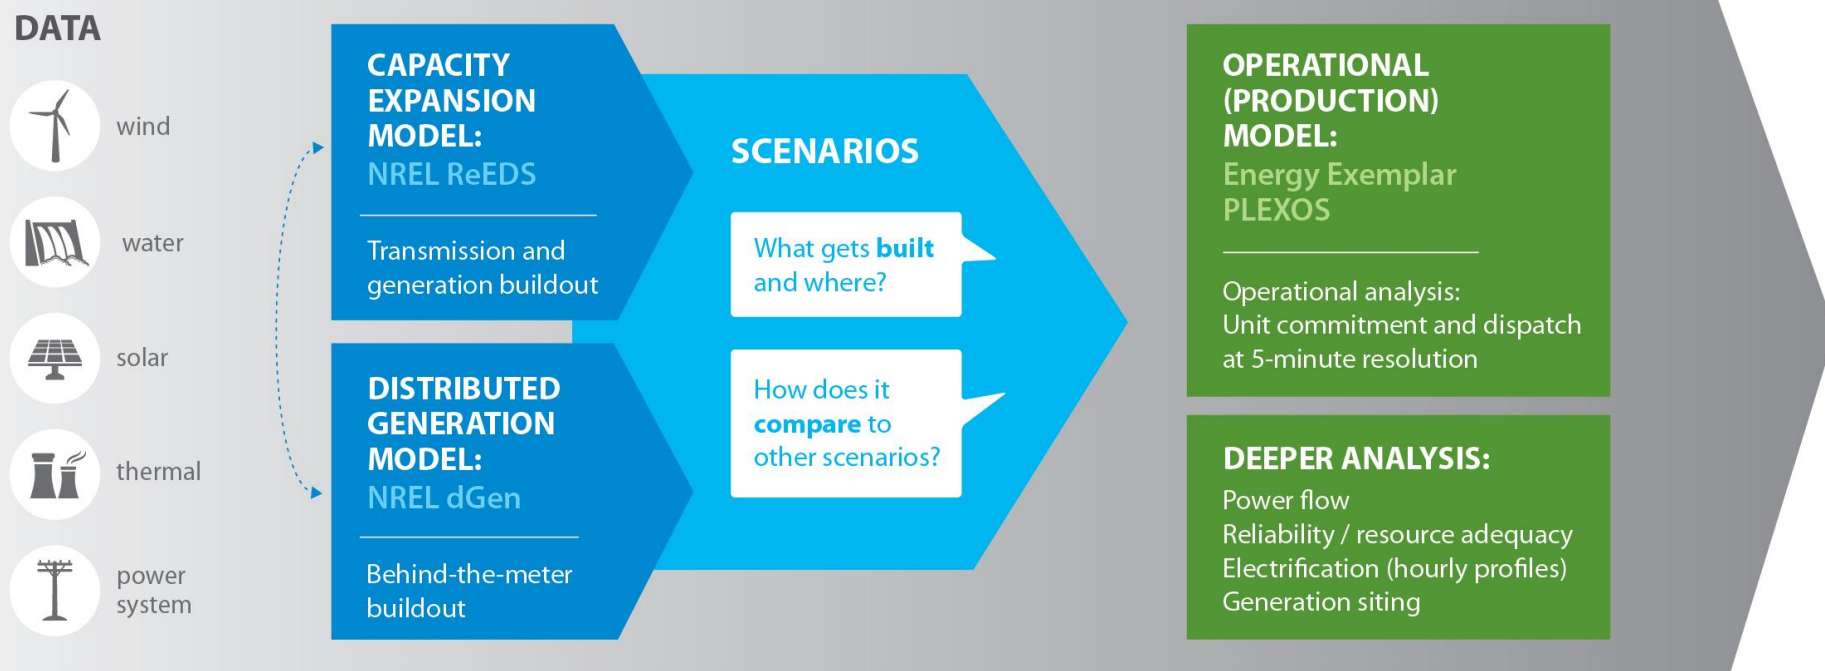 DATA
wind
water
solar
thermal
power
system
CAPACITY
EXPANSION
MODEL:
NREL ReEDS
Transmission and
generation buildout
DISTRIBUTED
GENERATION
MODEL:
NREL dGen
Behind-the-meter
buildout
SCENARIOS
What gets built
and where?
How does it
compare to
other scenarios?
OPERATIONAL
(PRODUCTION)
MODEL:
Energy Exemplar
PLEXOS
Operational analysis:
Unit commitment and dispatch
at 5-minute resolution
DEEPER ANALYSIS:
Power flow
Reliability / resource adequacy
Electrification (hourly profiles)
Generation siting